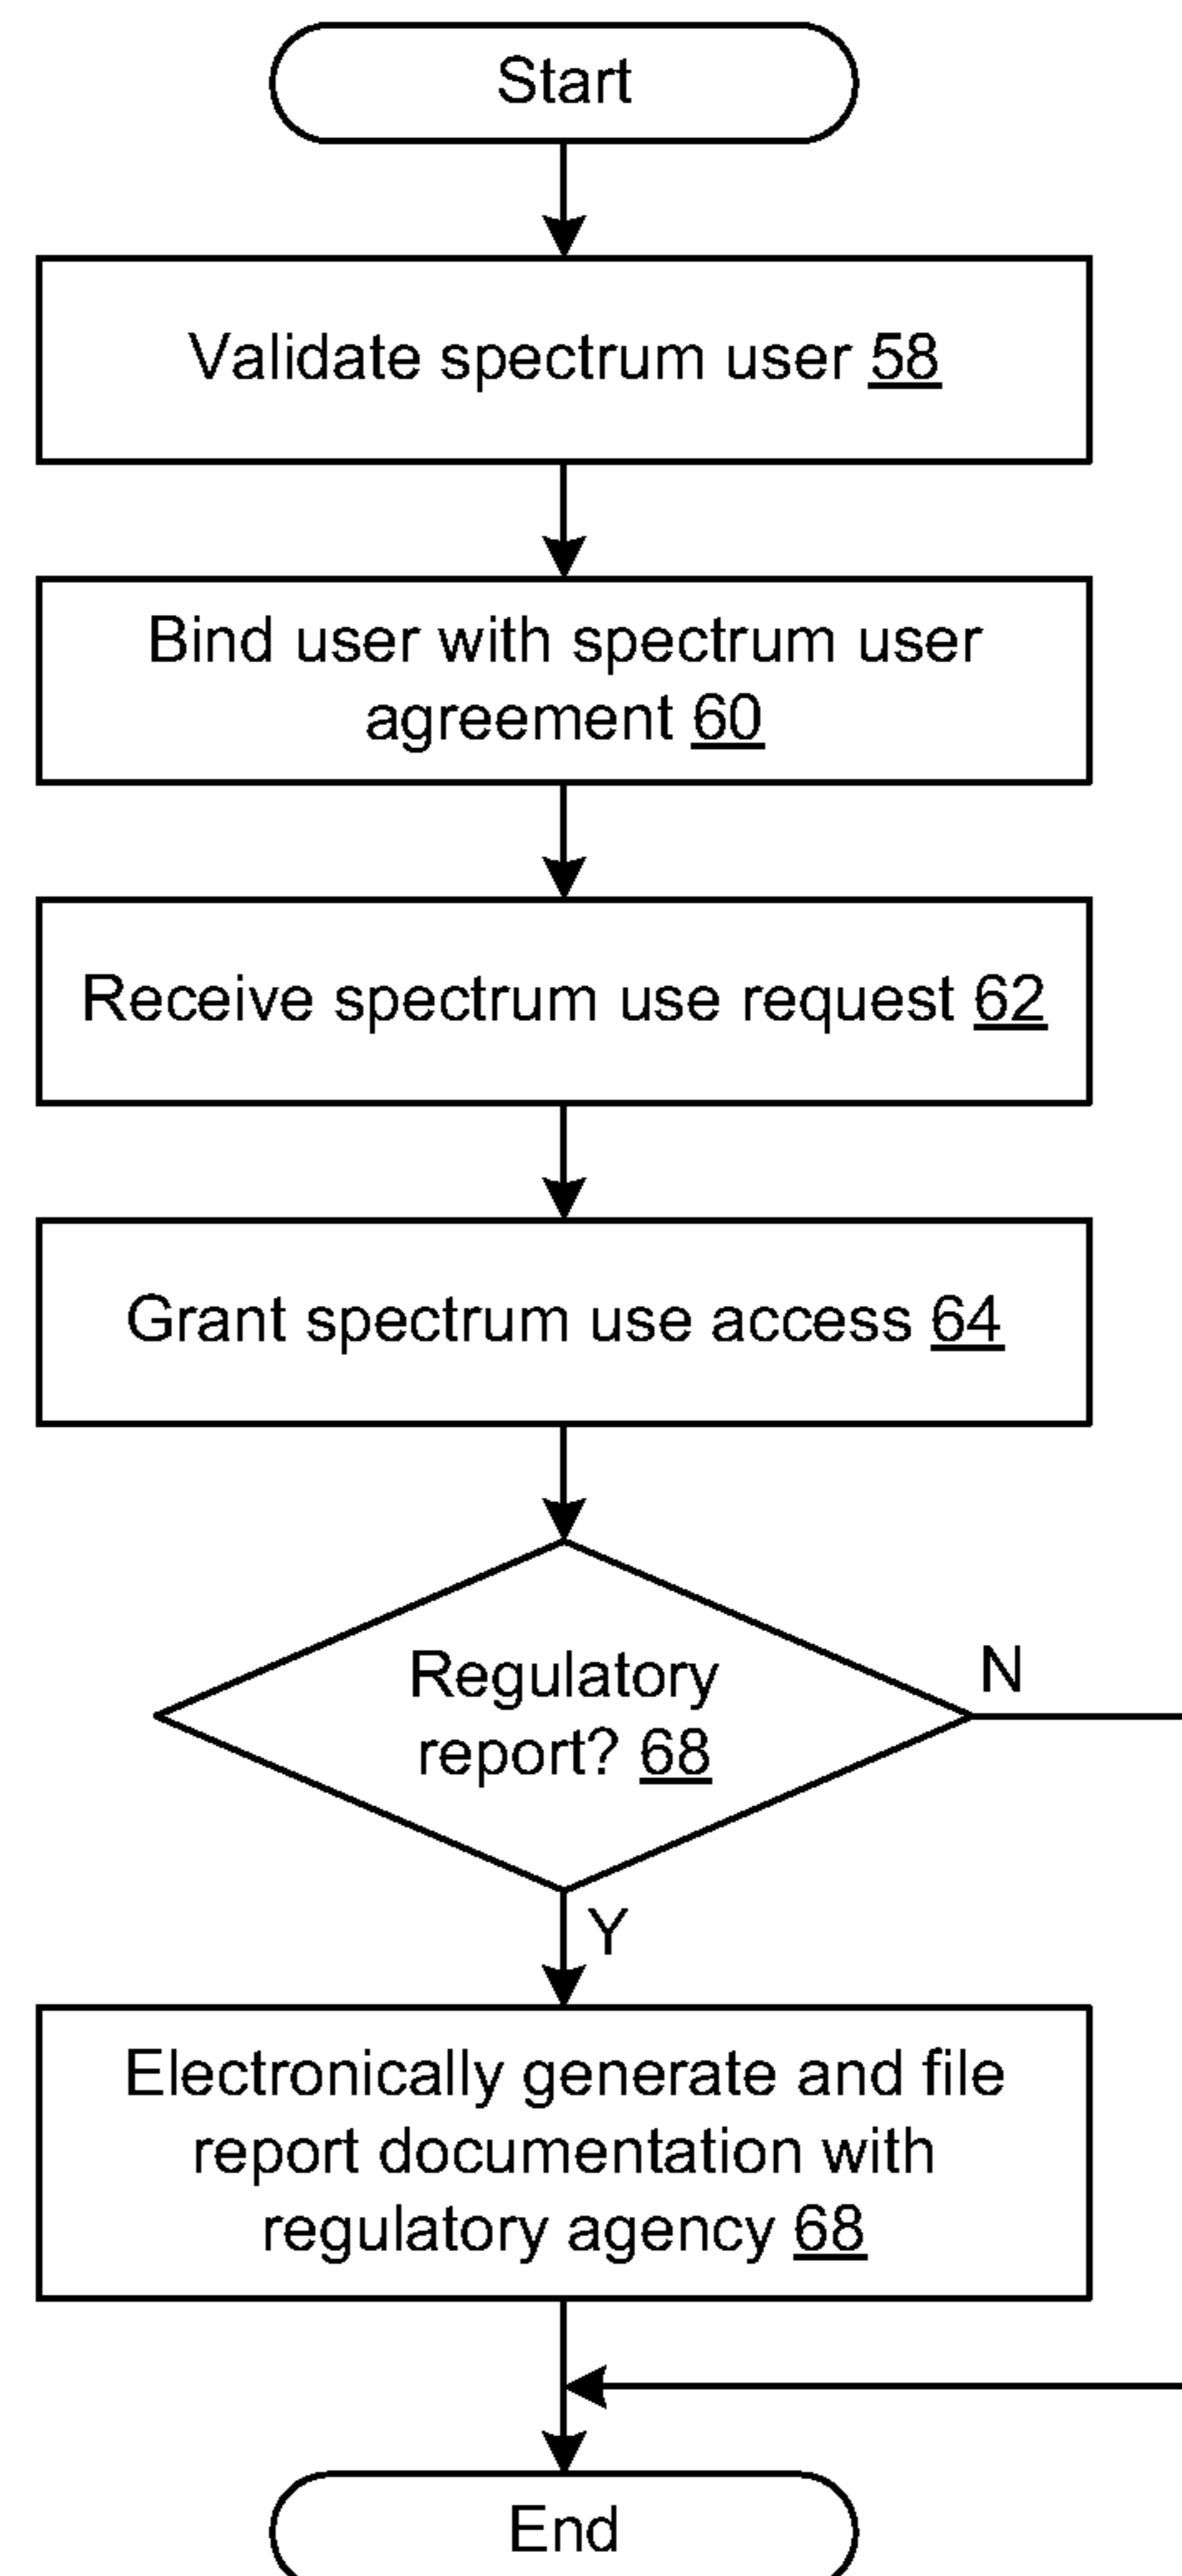 Start
Validate spectrum user 58
Bind user with spectrum user
agreement 60
Receive spectrum use request 62
Grant spectrum use access 64
Regulatory
report? 68
N
Y
Electronically generate and file
report documentation with
regulatory agency 68
End